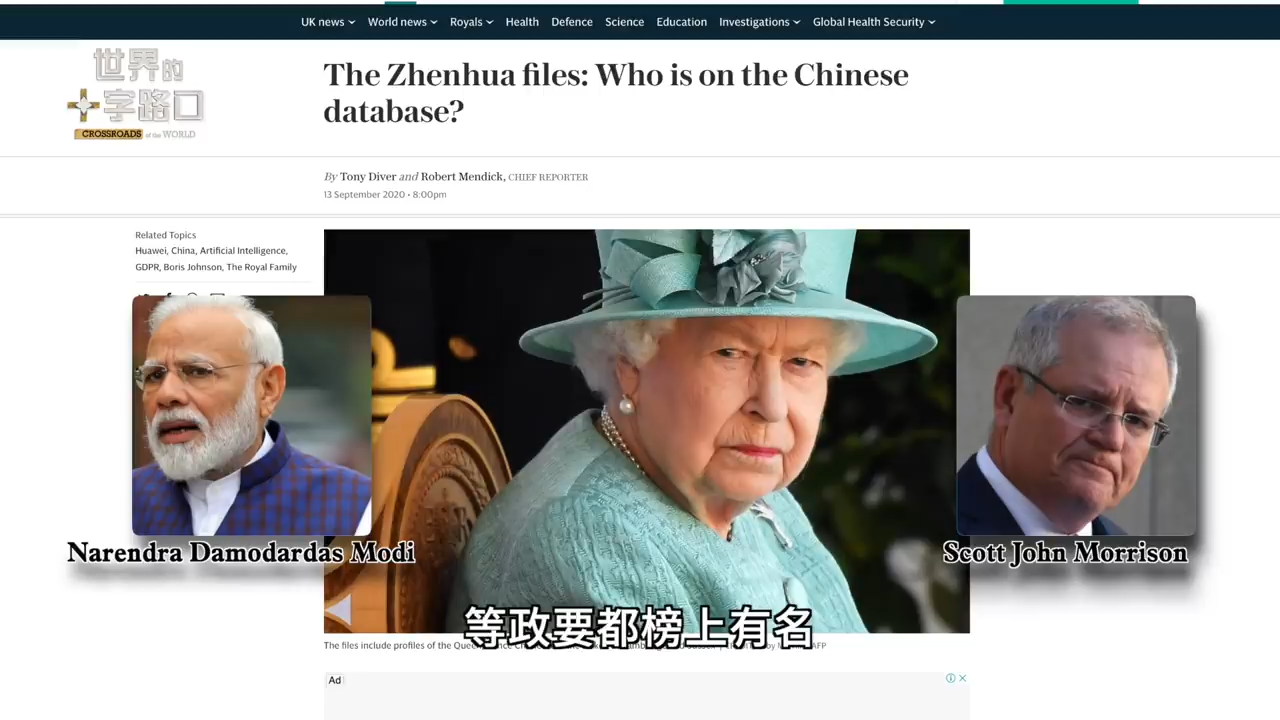 UK news World news Royals Health Defence Science Education Investigations Global Health Security
世界的
十字路口
CROSSROADS of the WORLD
The Zhenhua files: Who is on the Chinese
database?
By Tony Diver and Robert Mendick, CHIEF REPORTER
13 September 2020 • 8:00pm
Related Topics
Huawei, China, Artificial Intelligence,
GDPR, Boris Johnson, The Royal Family
Narendra Damodardas Modi
Scott John Morrison
等政要都榜上有名
The files include profiles of the Queen
AFP
Ad